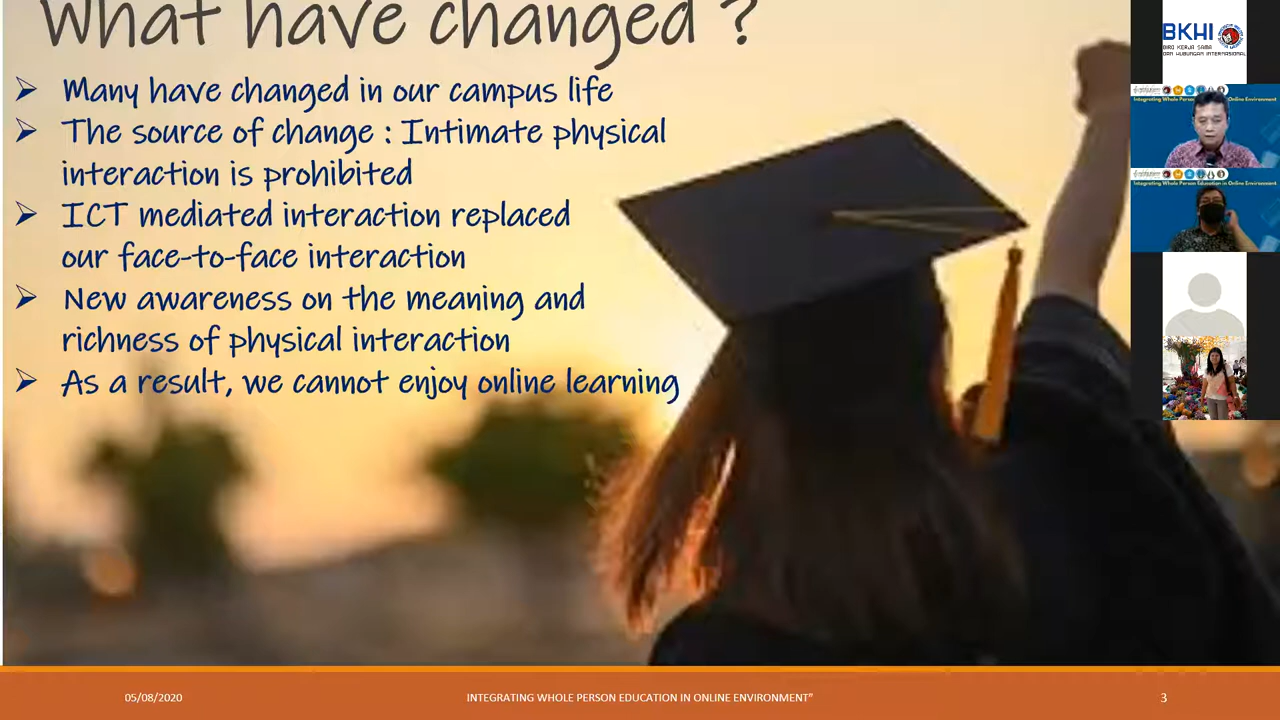 What have changed ?
➢ Many have changed in our campus life
➢ The source of change : Intimate physical
interaction is prohibited
➢ ICT mediated interaction replaced
our face-to-face interaction
➢ New awareness on the meaning and
richness of physical interaction
➢ As a result, we cannot enjoy online learning
BKHI
BIRO KERJA SAMA
DAN HUBUNGAN INTERNASIONAL
Integrating Whole Person Online Environment
Integrating Whole Person Education in Online Environment
05/08/2020
INTEGRATING WHOLE PERSON EDUCATION IN ONLINE ENVIRONMENT"
3